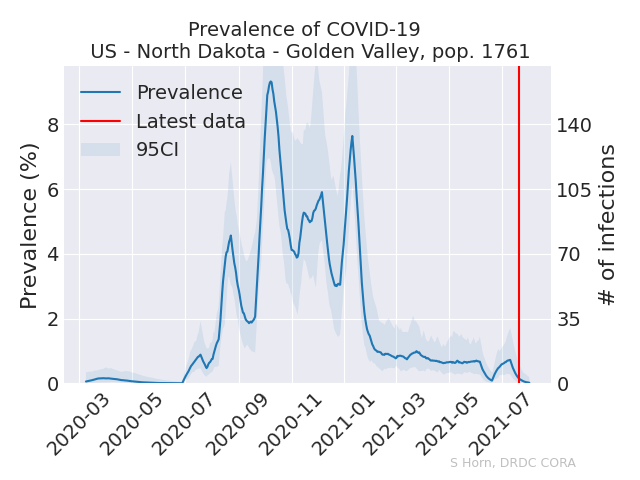 Prevalence of COVID-19
US - North Dakota - Golden Valley, pop. 1761
Prevalence
Latest data
95CI
Prevalence (%)
8
6
4
2
0
# of infections
140
105
70
35
0
2020-03
2020-05
2020-07
2020-09
2020-11
2021-01
2021-03
2021-05
2021-07
S Horn, DRDC CORA